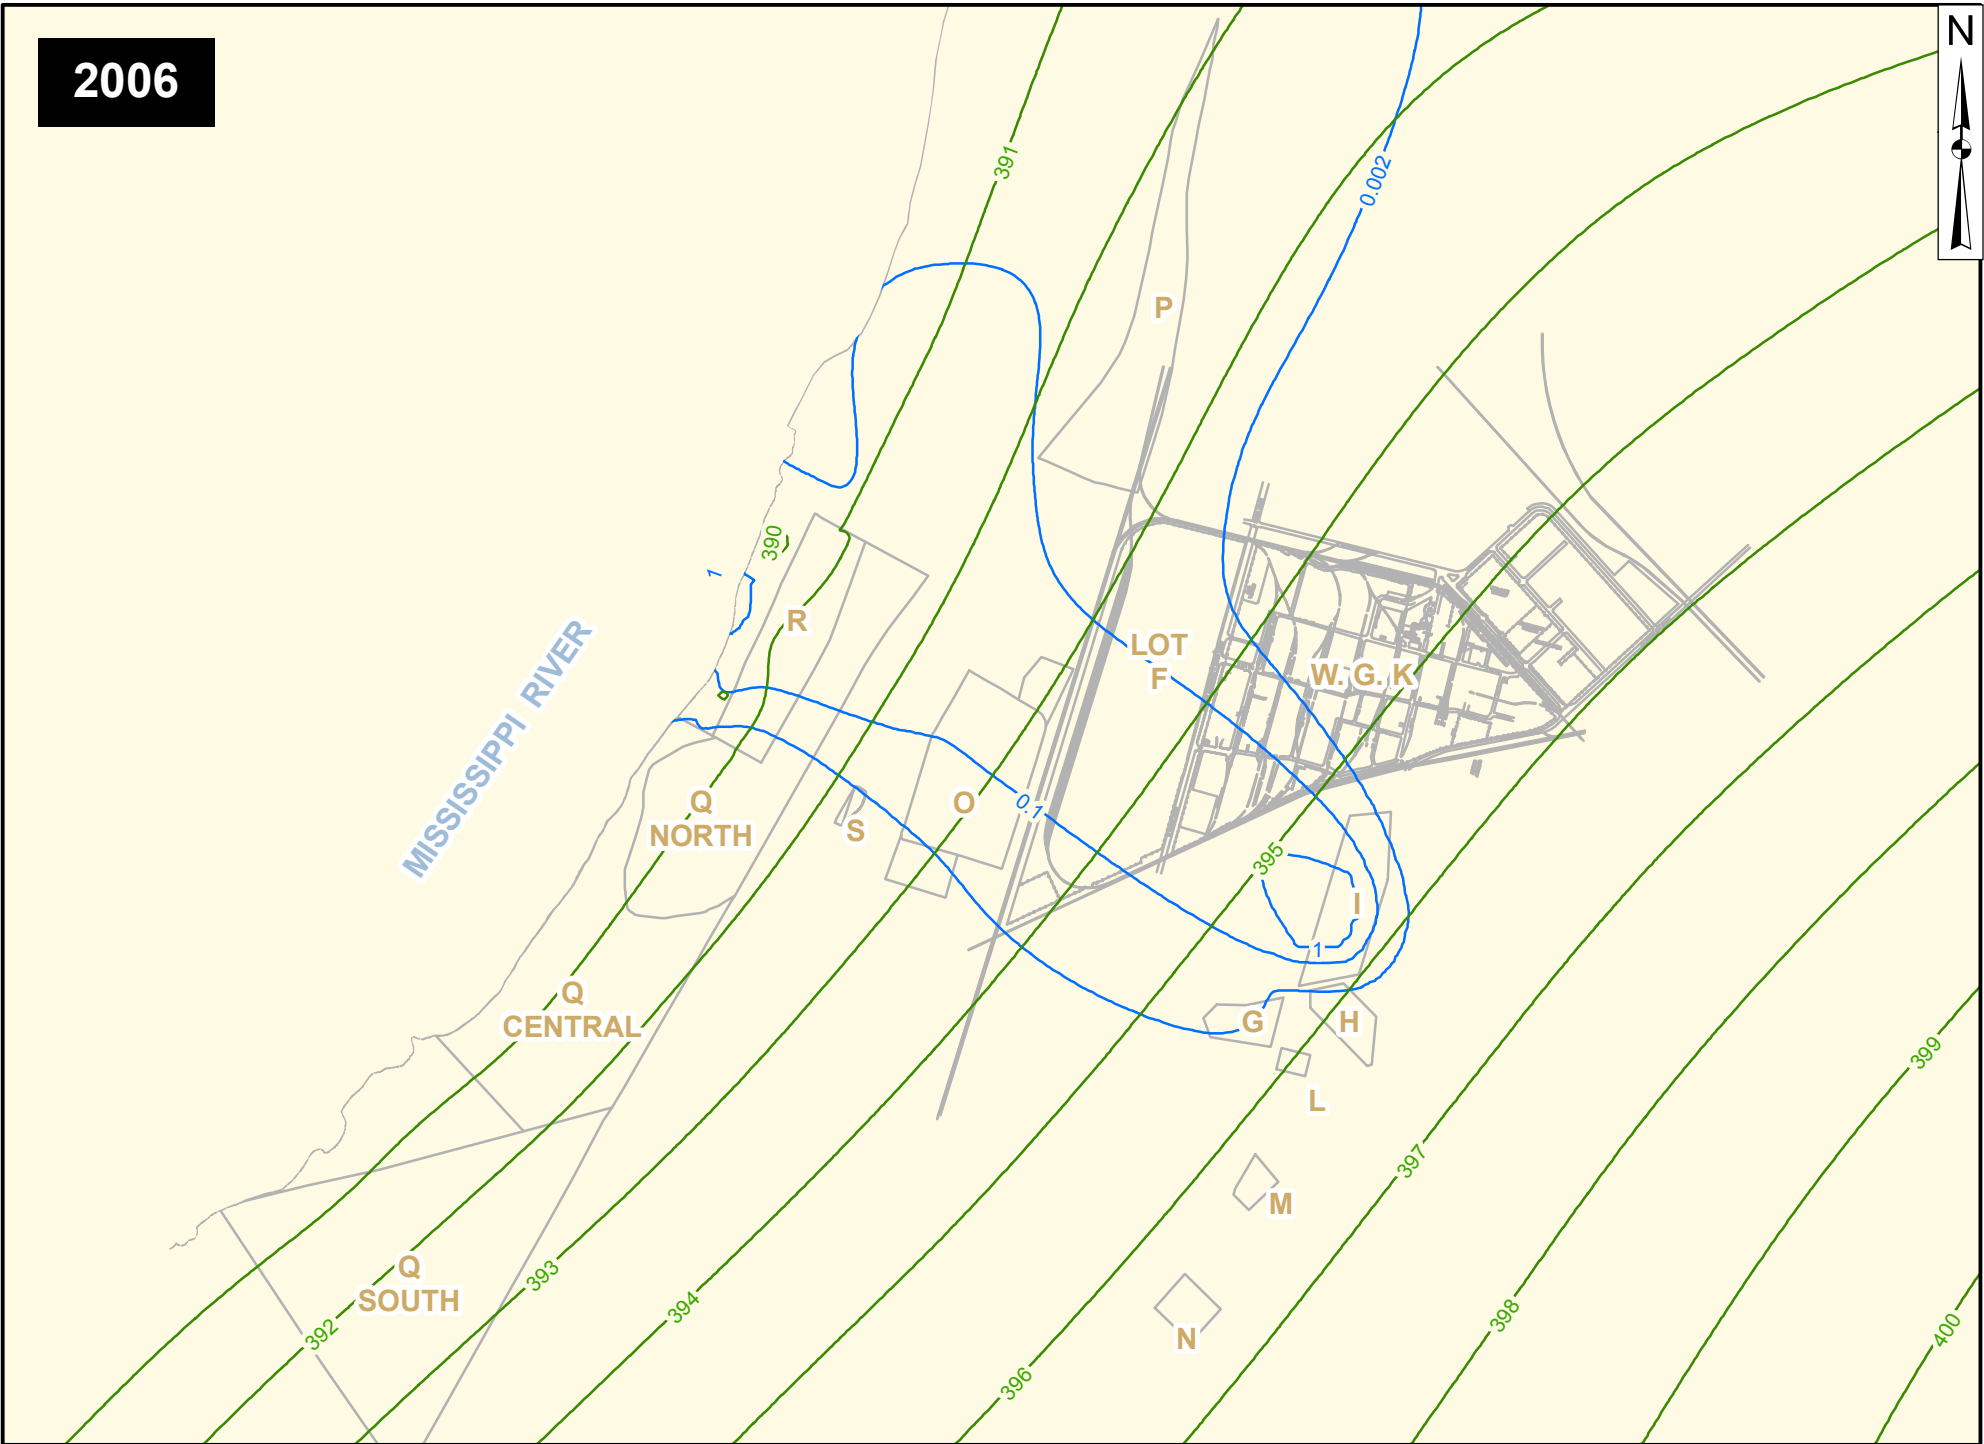 2006
N
391
0.002
P
390
1
R
LOT
F
W. G. K
MISSISSIPPI RIVER
Q
NORTH
S
O
0.1
395
I
1
Q
CENTRAL
G
H
399
L
397
M
Q
SOUTH
393
394
392
398
400
N
396